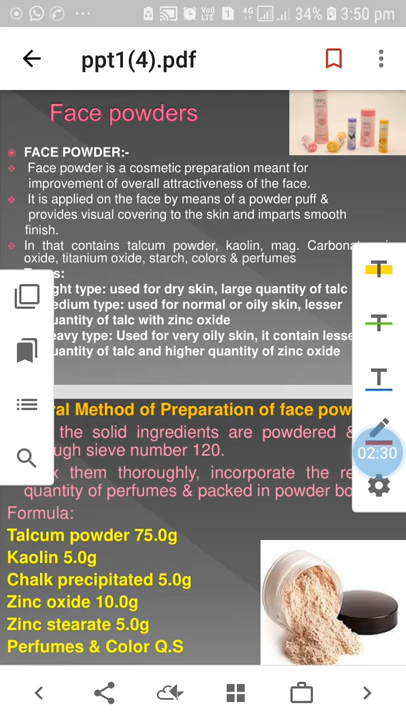 34% 3:50 pm
ppt1(4).pdf
Face powders
FACE POWDER:-
Face powder is a cosmetic preparation meant for
improvement of overall attractiveness of the face.
It is applied on the face by means of a powder puff &
provides visual covering to the skin and imparts smooth
finish.
In that contains talcum powder, kaolin, mag.
oxide, titanium oxide, starch, colors & perfumes
used for dry skin, large quantity of talc
type: used for normal or oily skin, lesser
of talc with zinc oxide
type: Used for very oily skin, it contain
of talc and higher quantity of zinc oxide
Method of Preparation of face
the solid ingredients are powdered &
sieve number 120.
them thoroughly, incorporate the
quantity of perfumes & packed in powder
Formula:
Talcum powder 75.0g
Kaolin 5.0g
Chalk precipitated 5.0g
Zinc oxide 10.0g
Zinc stearate 5.0g
Perfumes & Color Q.S
T
T
T
02:30